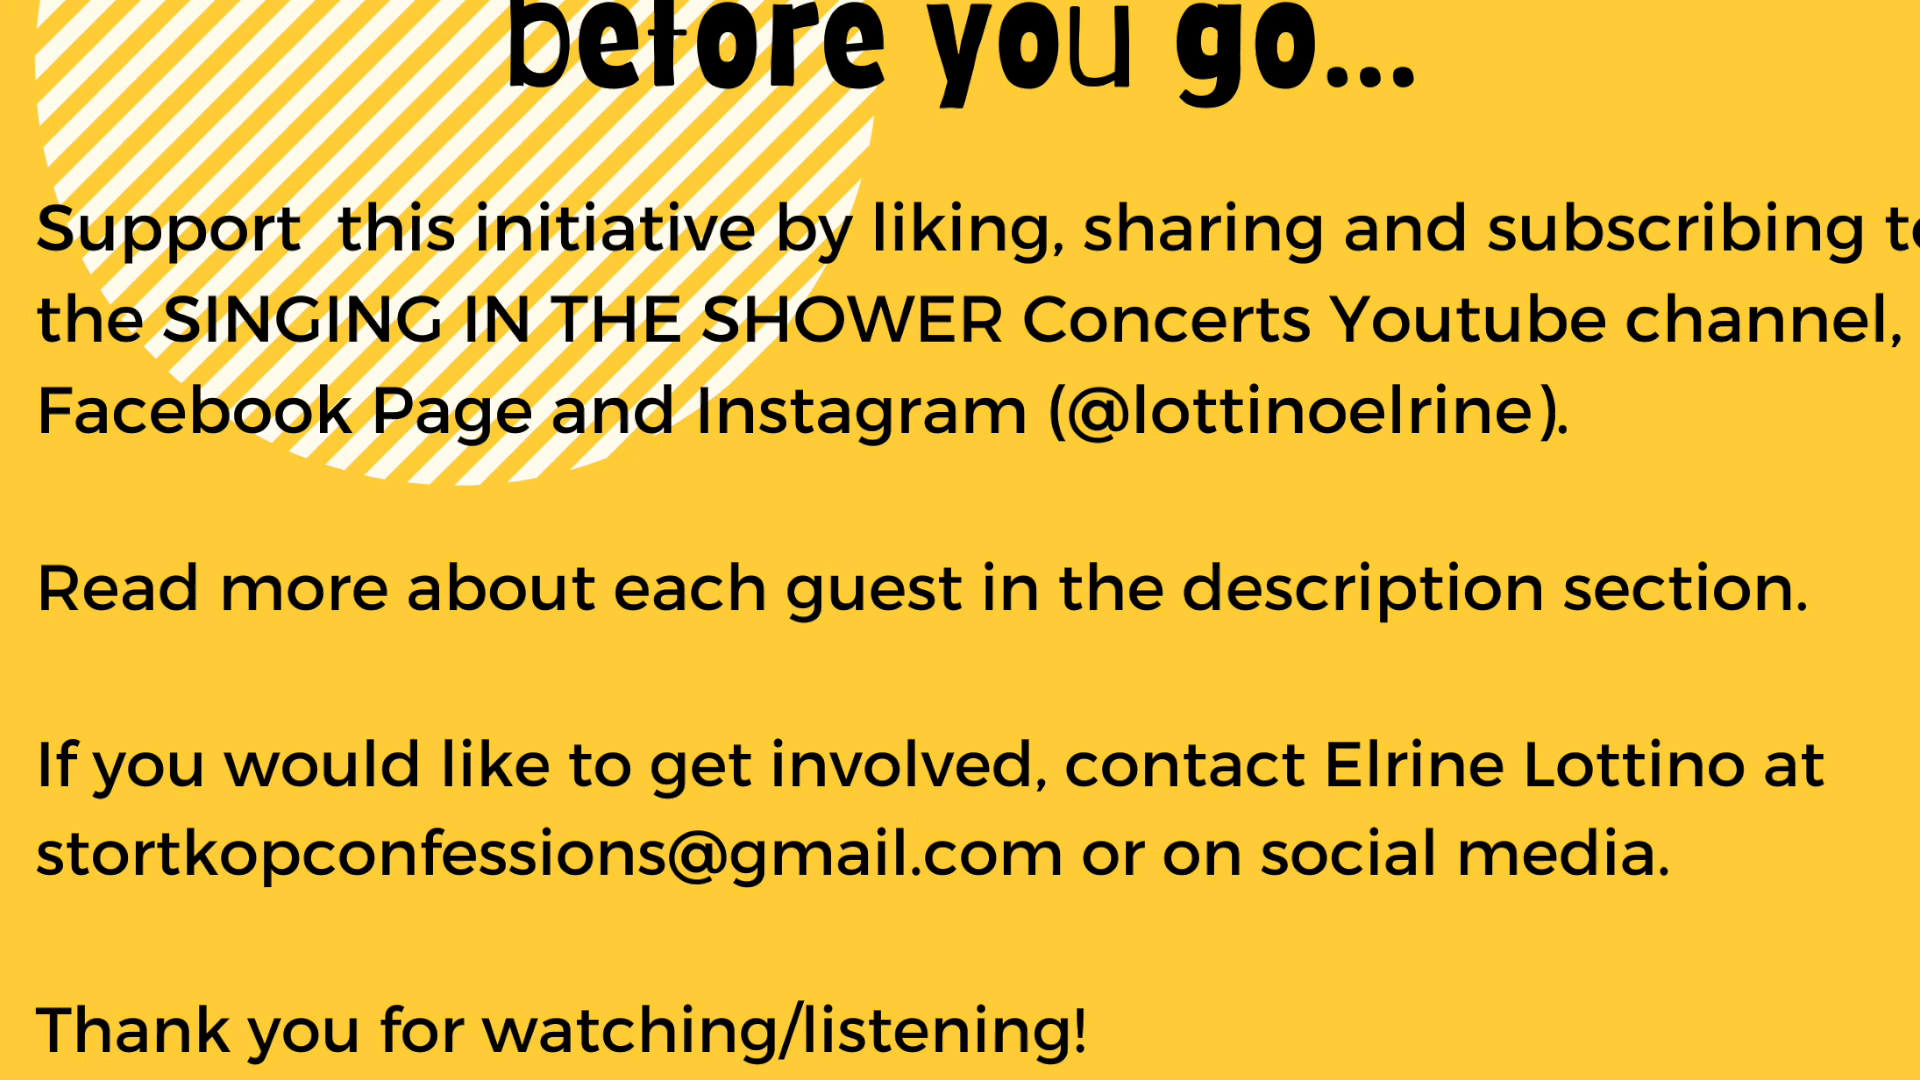 before you go...
Support this initiative by liking, sharing and subscribing to
the SINGING IN THE SHOWER Concerts Youtube channel,
Facebook Page and Instagram (@lottinoelrine).
Read more about each guest in the description section.
If you would like to get involved, contact Elrine Lottino at
stortkopconfessions@gmail.com or on social media.
Thank you for watching/listening!